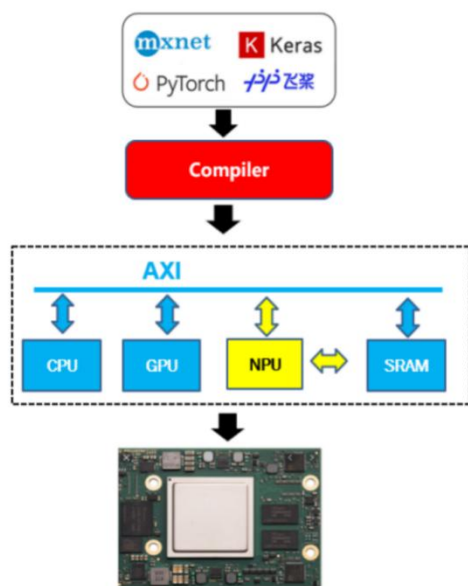 mxnet
K Keras
PyTorch
飞桨
Compiler
AXI
CPU
GPU
NPU
SRAM